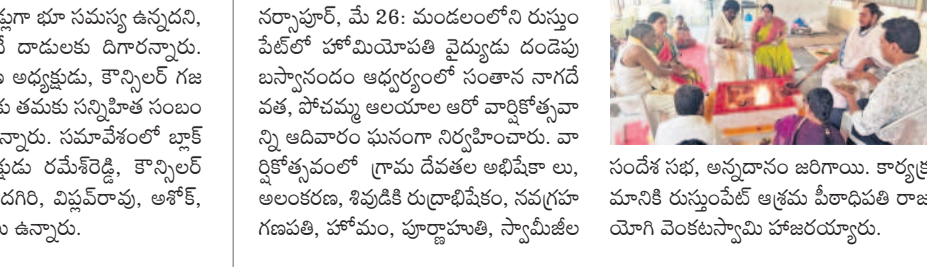 డ్లుగా భూ సమస్య ఉన్నదని,
దాడులకు దిగారన్నారు.
అధ్యక్షుడు, కౌన్సిలర్ గజ
కు తమకు సన్నిహిత సంబం
న్నారు. సమావేశంలో బ్లాక్
క్షుడు రమేశ్‌రెడ్డి, కౌన్సిలర్
దగిరి, విప్లవ్‌రావు, అశోక్,
ఉన్నారు.
నర్సాపూర్, మే 26: మండలంలోని రుస్తుం
పేట్‌లో హోమియోపతి వైద్యుడు దండెపు
బస్వానందం ఆధ్వర్యంలో సంతాన నాగదే
వత, పోచమ్మ ఆలయాల ఆరో వార్షికోత్సవా
న్ని ఆదివారం ఘనంగా నిర్వహించారు. వా
ర్షికోత్సవంలో గ్రామ దేవతల అభిషేకా లు,
అలంకరణ, శివుడికి రుద్రాభిషేకం, నవగ్రహ
గణపతి, హోమం, పూర్ణాహుతి, స్వామీజీల
సందేశ సభ, అన్నదానం జరిగాయి. కార్యక్ర
మానికి రుస్తుంపేట్ ఆశ్రమ పీఠాధిపతి రాజ
యోగి వెంకటస్వామి హాజరయ్యారు.